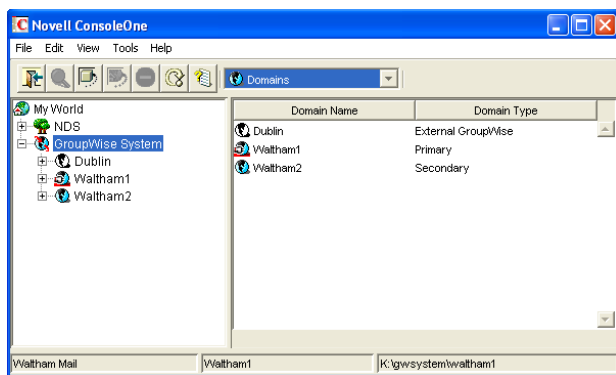 Novell ConsoleOne
File Edit View Tools Help
Domains
My World
NDS
GroupWise System
Dublin
Waltham1
Waltham2
Domain Name Domain Type
Dublin External GroupWise
Waltham1 Primary
Waltham2 Secondary
Waltham Mail Waltham1 K:\gwsystem\waltham1